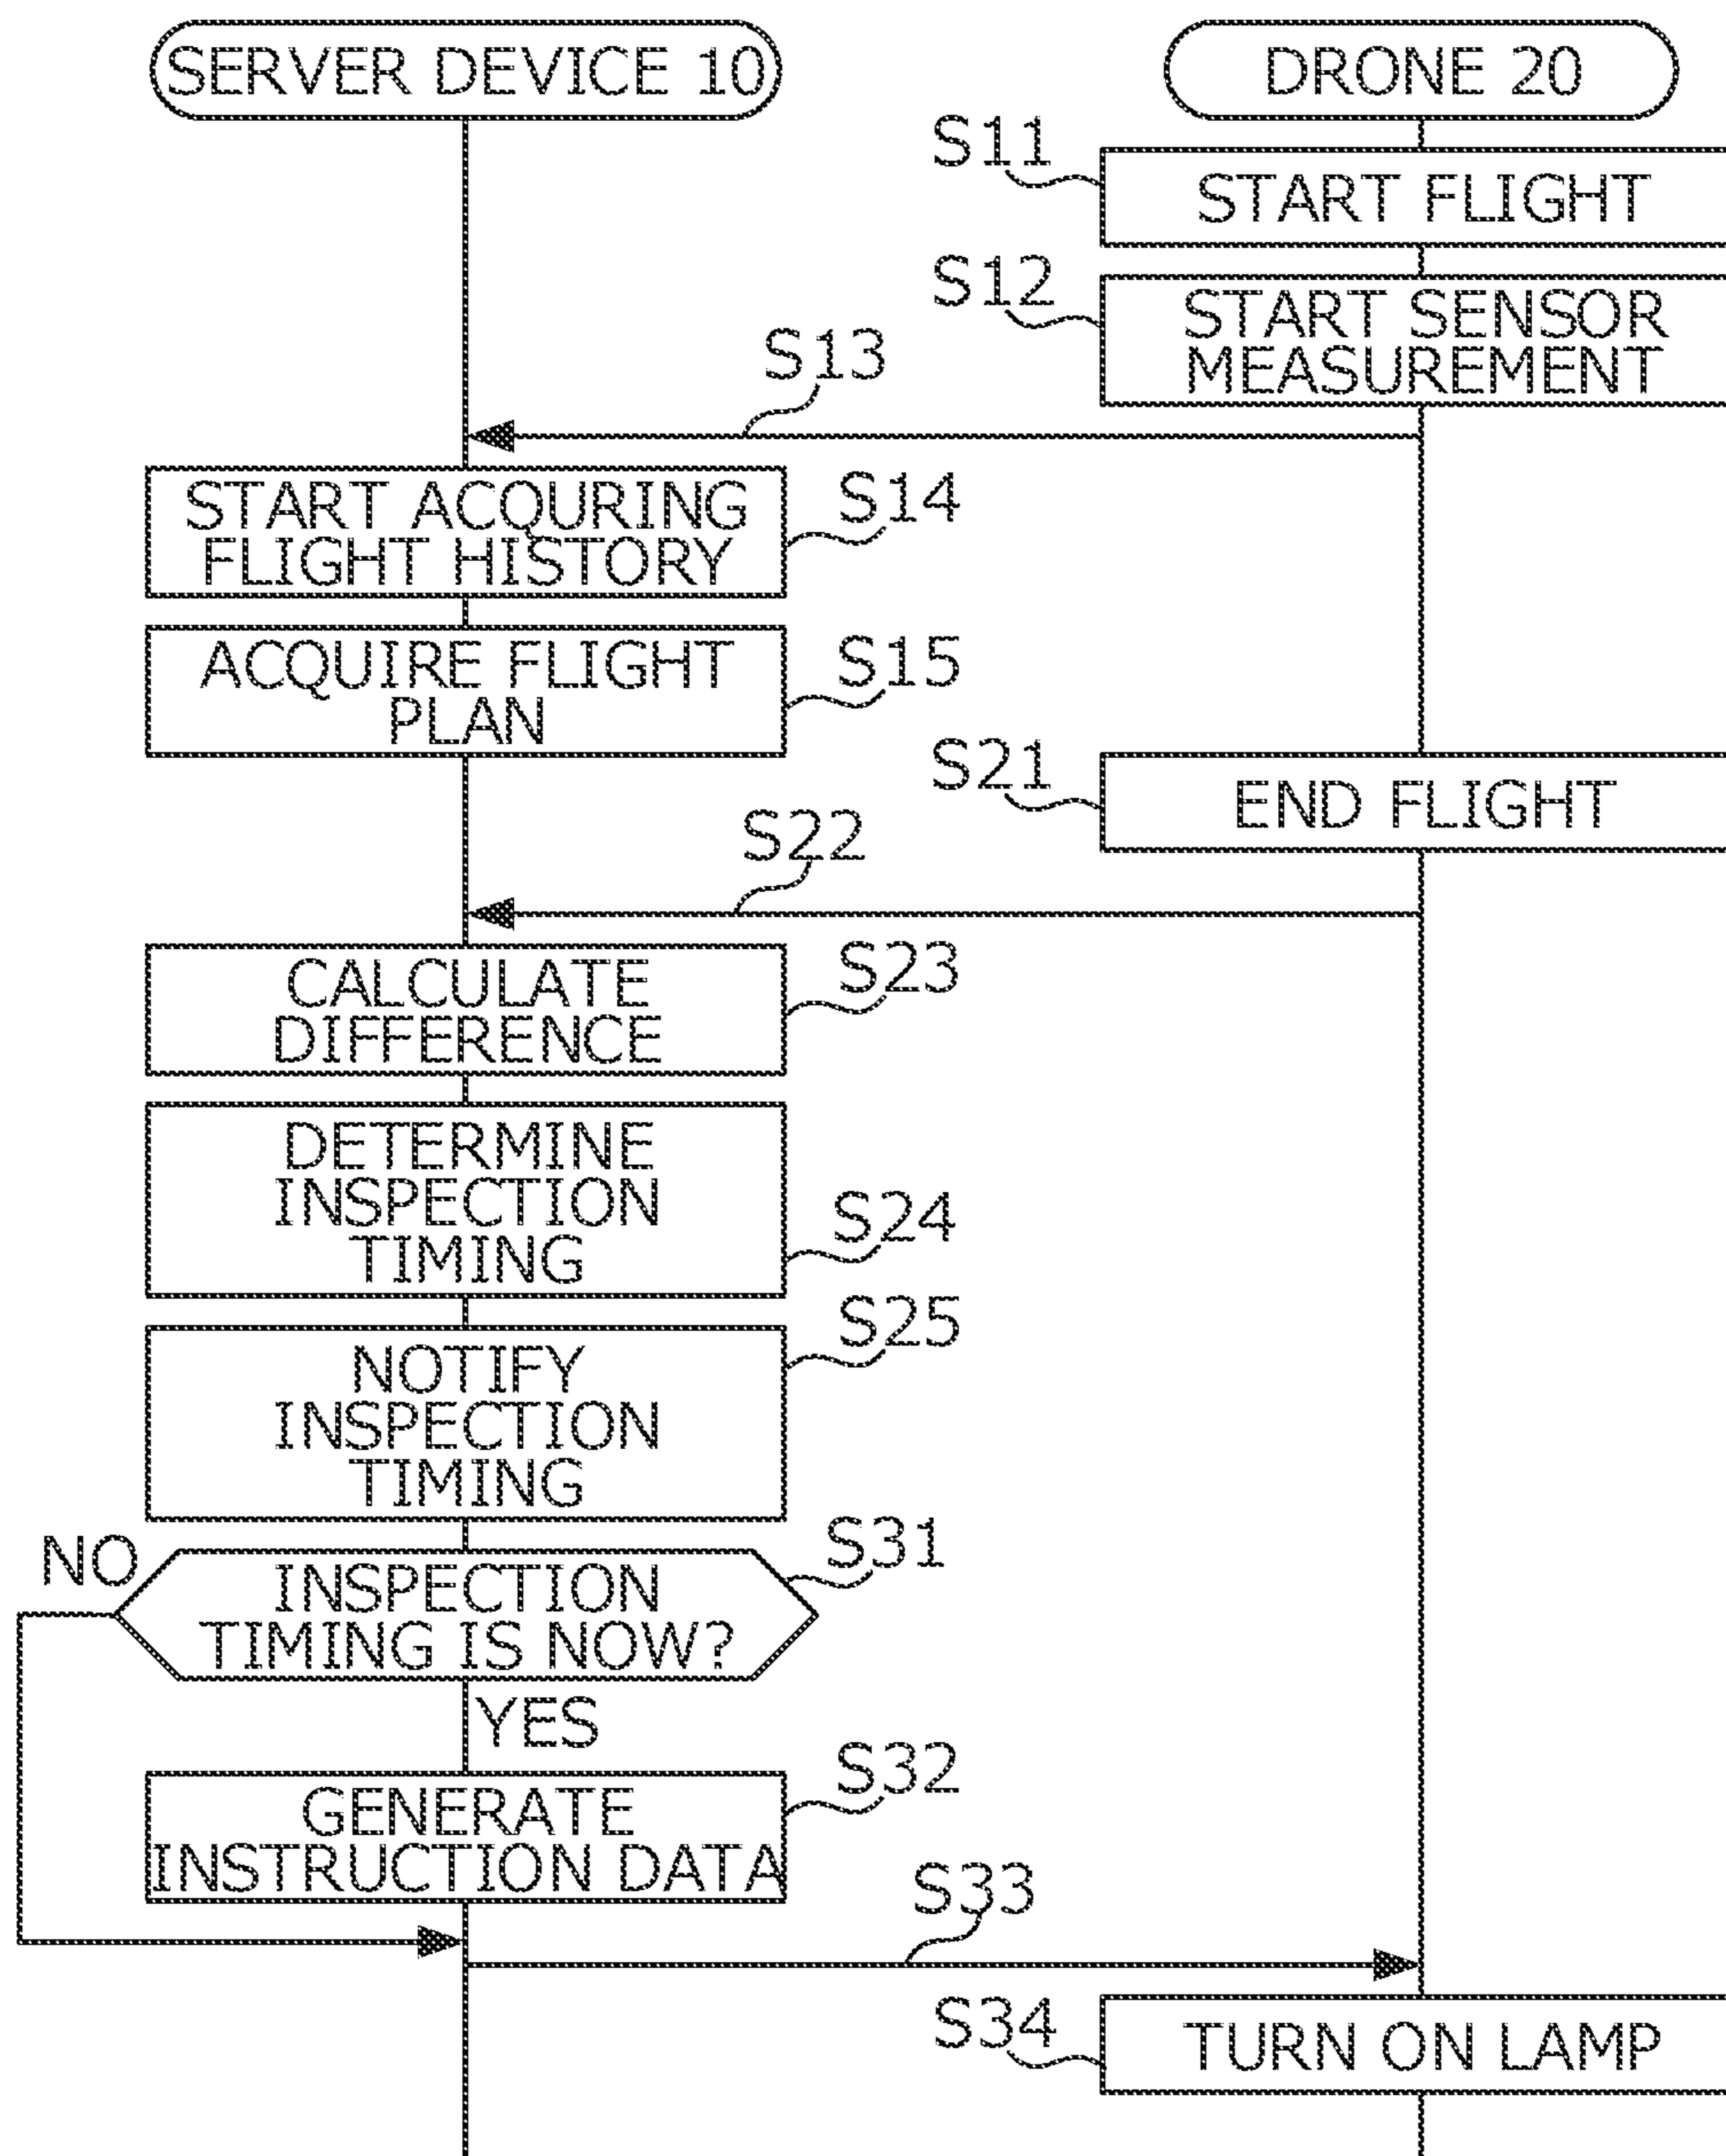 SERVER DEVICE 10
DRONE 20
S11
START FLIGHT
S12
START SENSOR
MEASUREMENT
S13
START ACQURING
FLIGHT HISTORY
S14
ACQUIRE FLIGHT
PLAN
S15
S21
END FLIGHT
S22
CALCULATE
DIFFERENCE
S23
DETERMINE
INSPECTION
TIMING
S24
NOTIFY
INSPECTION
TIMING
S25
NO
INSPECTION
TIMING IS NOW?
S31
YES
GENERATE
INSTRUCTION DATA
S32
S33
S34
TURN ON LAMP